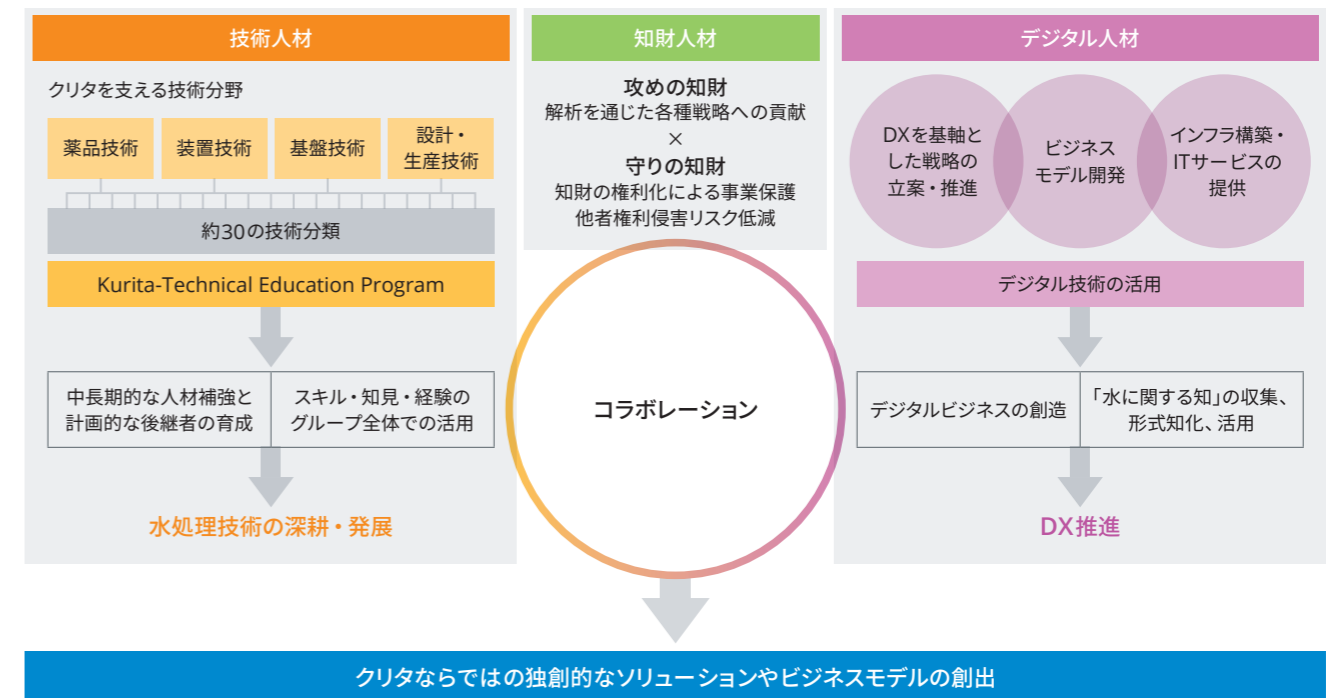 技術人材
クリタを支える技術分野
薬品技術
装置技術
基盤技術
設計・
生産技術
約30の技術分類
Kurita-Technical Education Program
中長期的な人材補強と
計画的な後継者の育成
スキル・知見・経験の
グループ全体での活用
水処理技術の深耕・発展
知財人材
攻めの知財
解析を通じた各種戦略への貢献
×
守りの知財
知財の権利化による事業保護
他者権利侵害リスク低減
コラボレーション
デジタル人材
DXを基軸と
した戦略の
立案・推進
ビジネス
モデル開発
インフラ構築・
ITサービスの
提供
デジタル技術の活用
デジタルビジネスの創造
「水に関する知」の収集、
形式知化、活用
DX推進
クリタならではの独創的なソリューションやビジネスモデルの創出